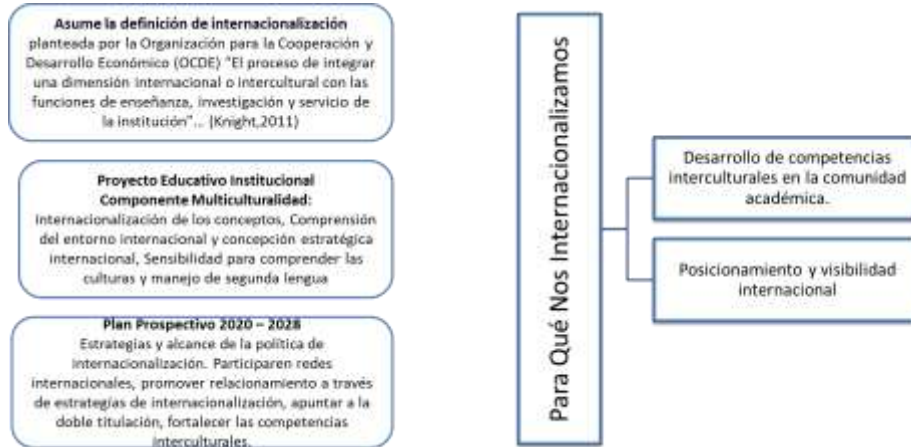 Asume la definición de internacionalización
planteada por la Organización para la Cooperación y
Desarrollo Económico (OCDE) "El proceso de integrar
una dimensión internacional o intercultural con las
funciones de enseñanza, investigación y servicio de
la institución"... (Knight,2011)
Proyecto Educativo Institucional
Componente Multiculturalidad:
Internacionalización de los conceptos, Comprensión
del entorno internacional y concepción estratégica
internacional, Sensibilidad para comprender las
culturas y manejo de segunda lengua
Plan Prospectivo 2020 – 2028
Estrategias y alcance de la política de
internacionalización. Participaren redes
internacionales, promover relacionamiento a través
de estrategias de internacionalización, apuntar a la
doble titulación, fortalecer las competencias
interculturales.
Para Qué Nos Internacionalizamos
Desarrollo de competencias
interculturales en la comunidad
académica.
Posicionamiento y visibilidad
internacional